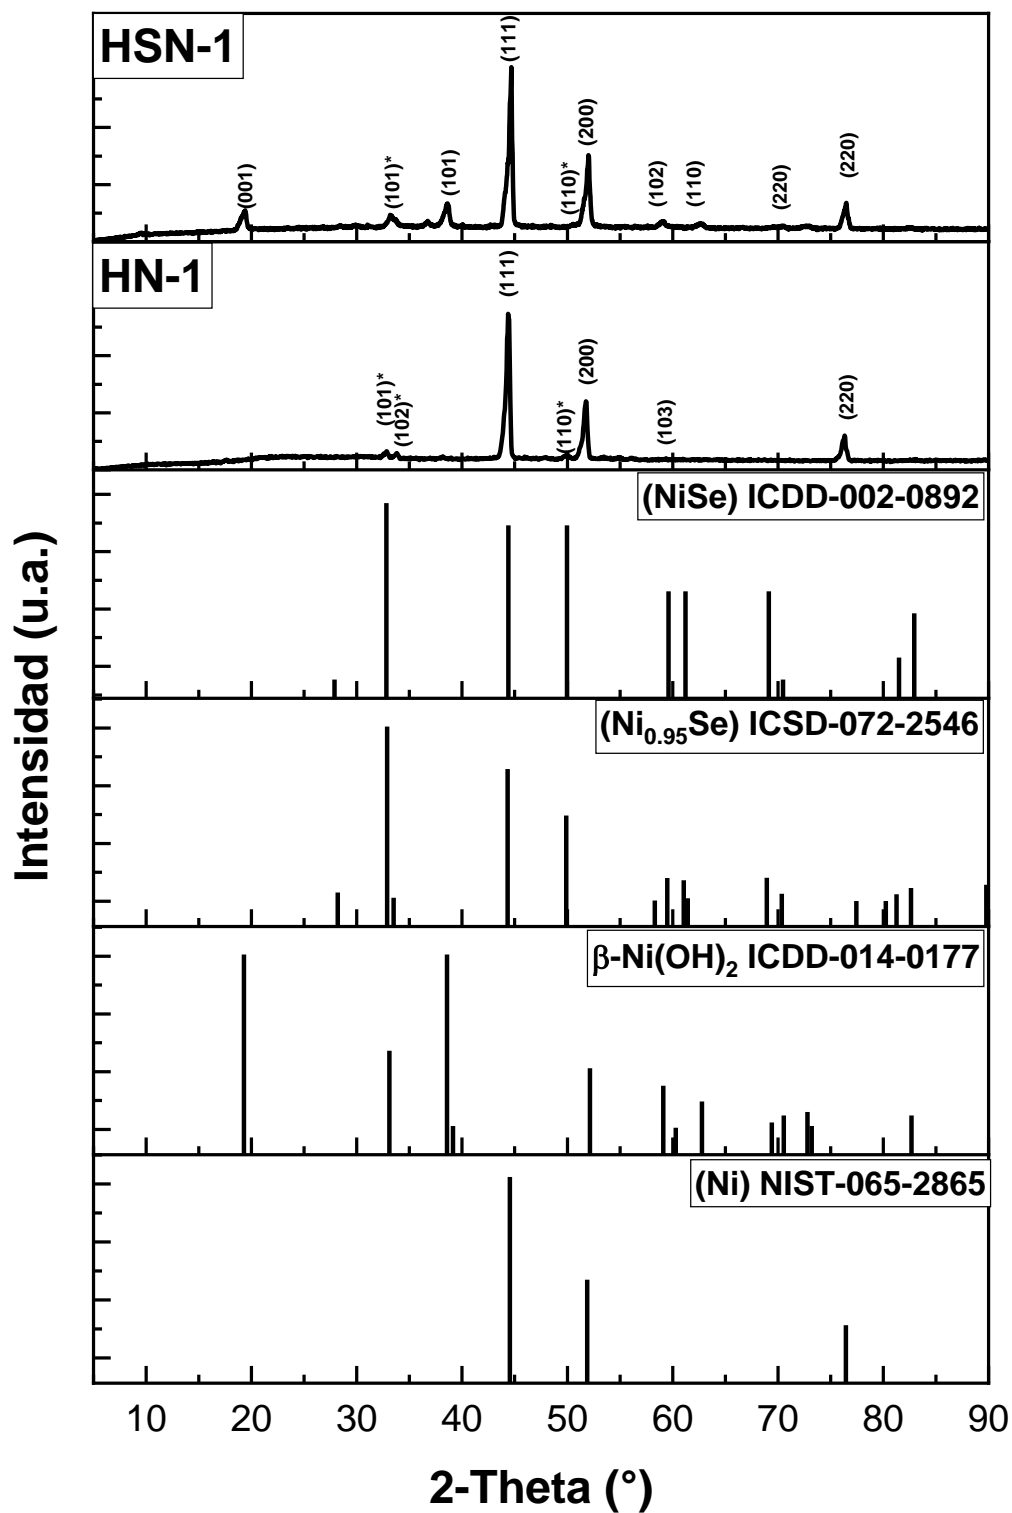 HSN-1
(001)
(101)*
(101)
(111)
(110)*
(200)
(102)
(110)
(220)
(220)
HN-1
(101)*
(102)*
(111)
(110)*
(200)
(103)
(220)
(NiSe) ICDD-002-0892
(Ni0.95Se) ICSD-072-2546
β-Ni(OH)2 ICDD-014-0177
(Ni) NIST-065-2865
Intensidad (u.a.)
10 20 30 40 50 60 70 80 90
2-Theta (°)